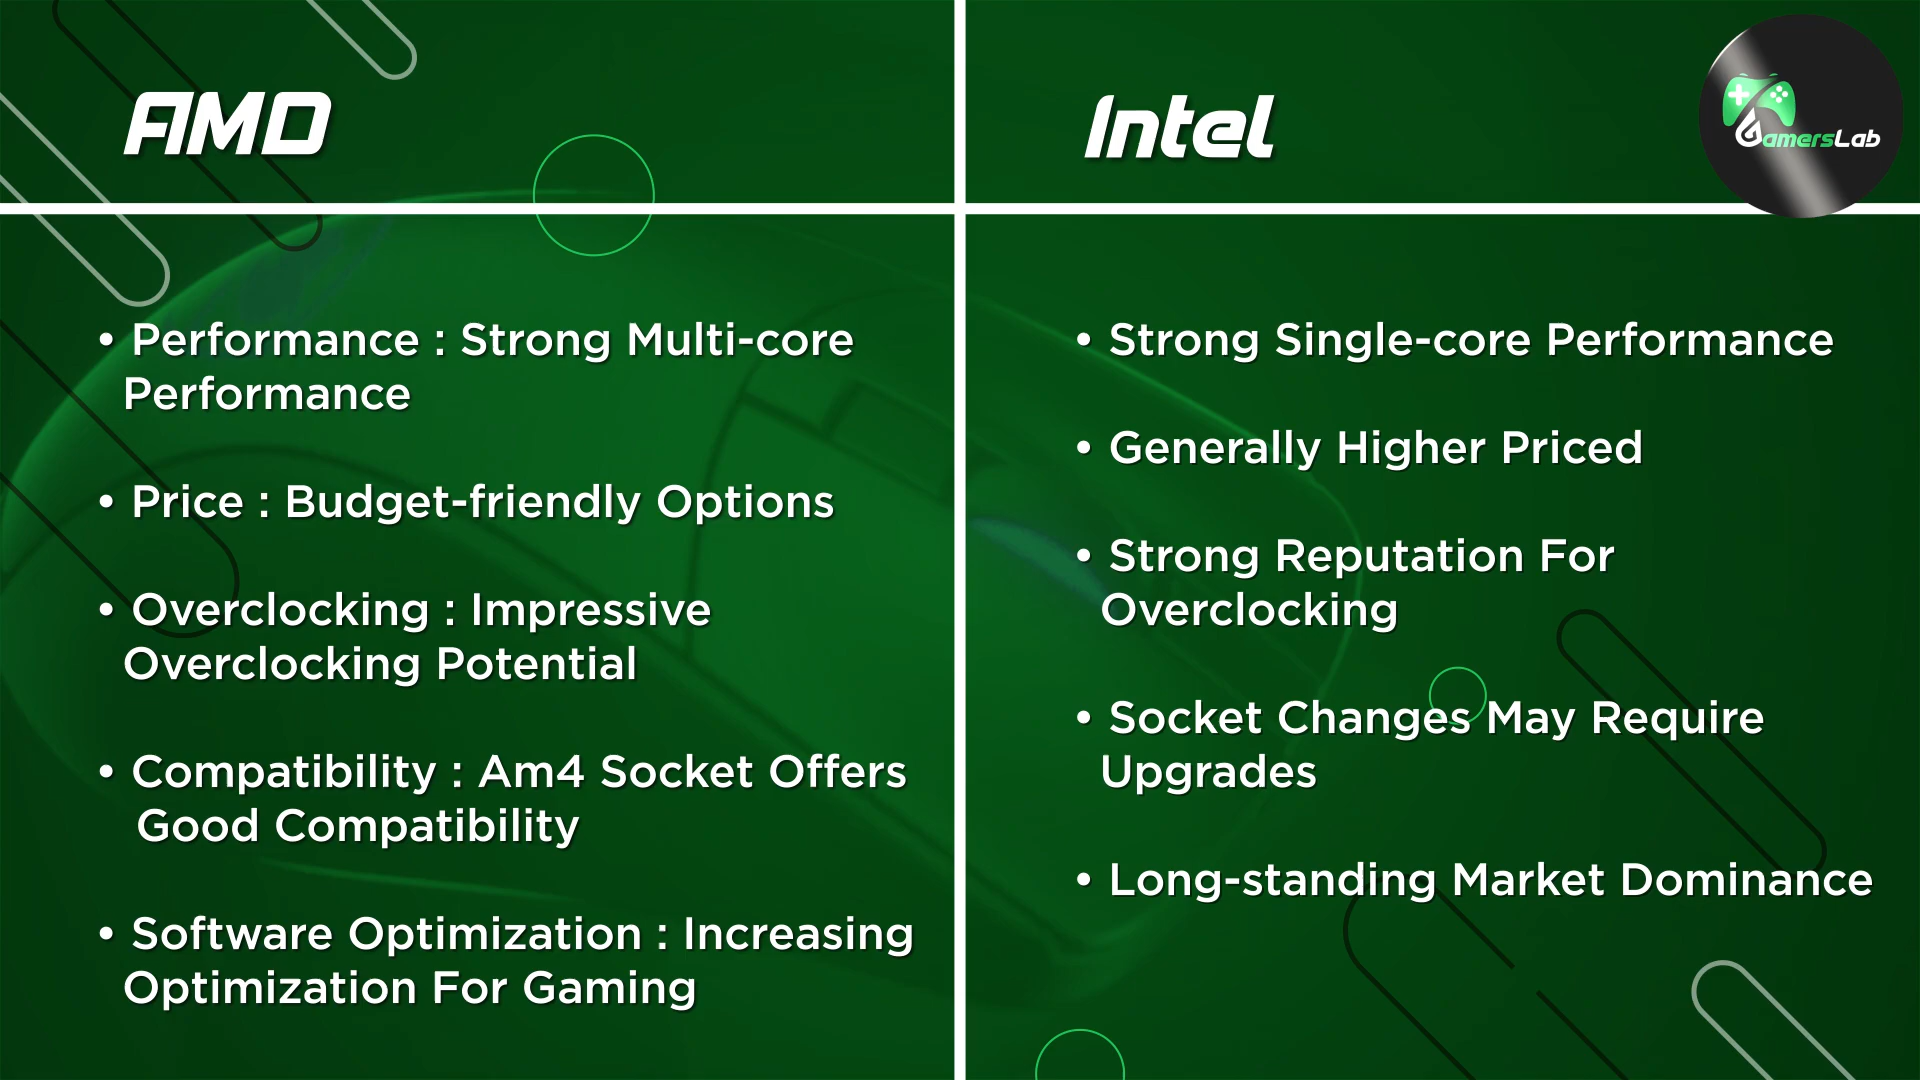 AMD
Intel
GamersLab
• Performance : Strong Multi-core
Performance
• Price : Budget-friendly Options
• Overclocking : Impressive
Overclocking Potential
• Compatibility : Am4 Socket Offers
Good Compatibility
• Software Optimization : Increasing
Optimization For Gaming
• Strong Single-core Performance
• Generally Higher Priced
• Strong Reputation For
Overclocking
• Socket Changes May Require
Upgrades
• Long-standing Market Dominance